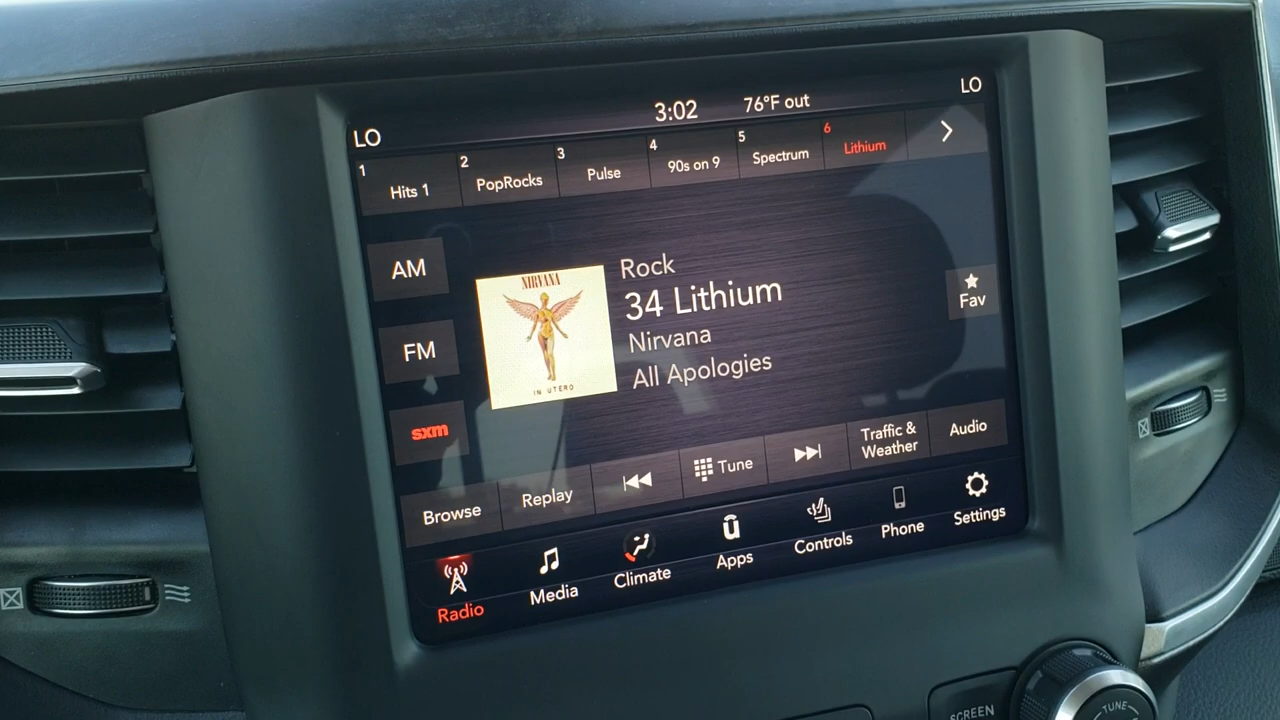 LO
3:02
76°F out
LO
1
Hits 1
2
PopRocks
3
Pulse
4
90s on 9
5
Spectrum
6
Lithium
AM
FM
sxm
NIRVANA
IN UTERO
Rock
34 Lithium
Nirvana
All Apologies
Fav
Browse
Replay
Tune
Traffic &
Weather
Audio
Radio
Media
Climate
Apps
Controls
Phone
Settings
SCREEN
TUNE